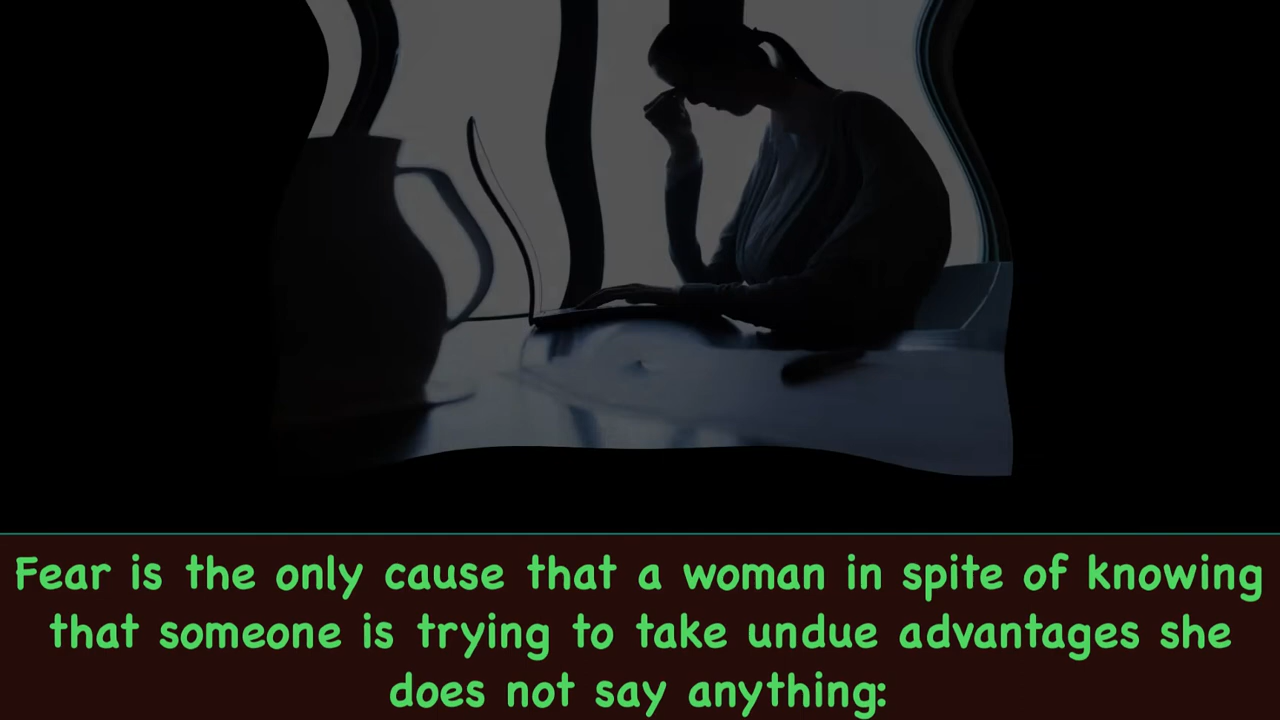 Fear is the only cause that a woman in spite of knowing
that someone is trying to take undue advantages she
does not say anything: